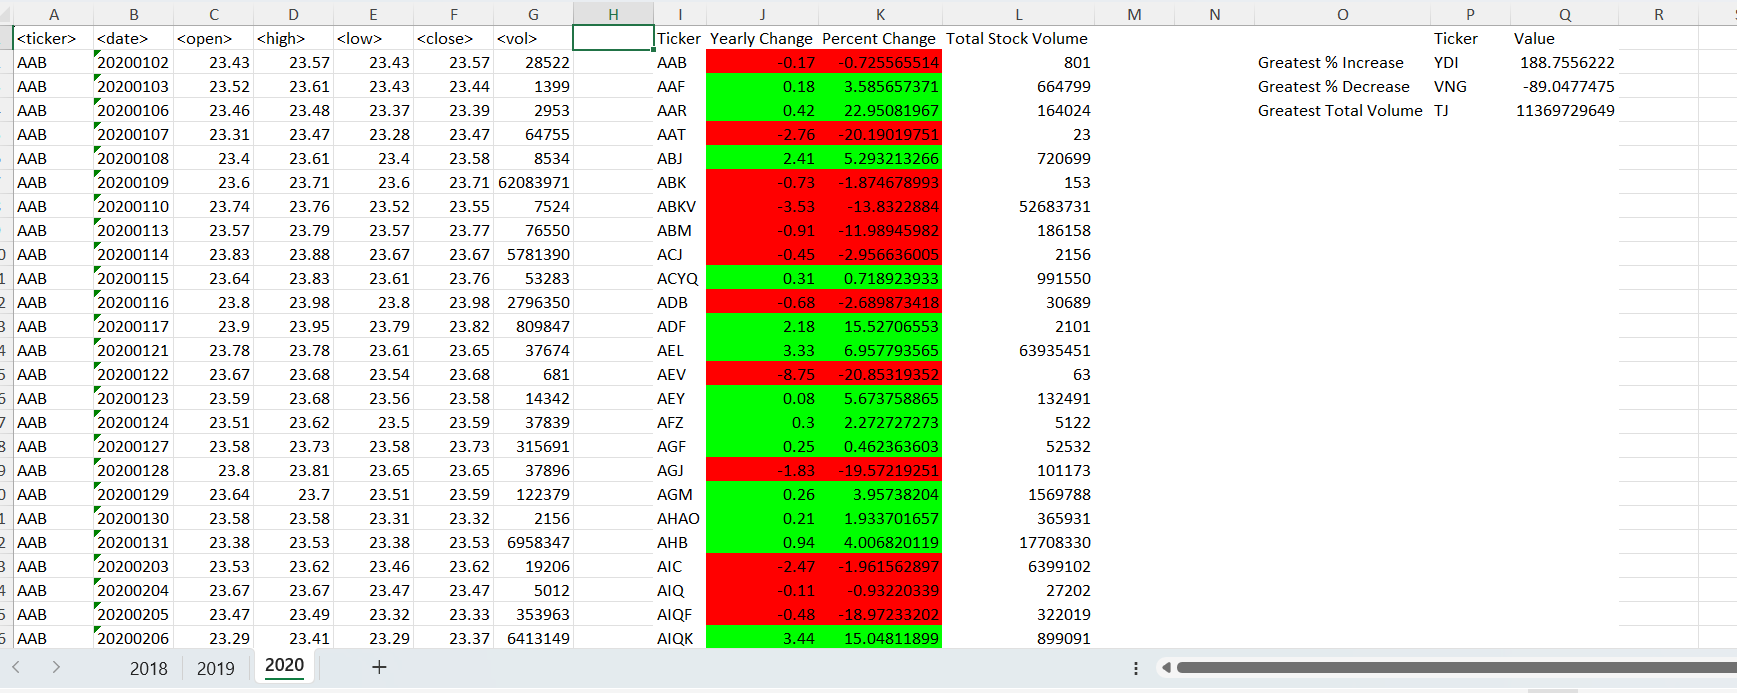 A B C D E F G H I J K L M N O P Q R
<ticker> <date> <open> <high> <low> <close> <vol> Ticker Yearly Change Percent Change Total Stock Volume Ticker Value
AAB 20200102 23.43 23.57 23.43 23.57 28522 AAB -0.17 -0.725565514 801 Greatest % Increase YDI 188.7556222
AAB 20200103 23.52 23.61 23.43 23.44 1399 AAF 0.18 3.585657371 664799 Greatest % Decrease VNG -89.0477475
AAB 20200106 23.46 23.48 23.37 23.39 2953 AAR 0.42 22.95081967 164024 Greatest Total Volume TJ 11369729649
AAB 20200107 23.31 23.47 23.28 23.47 64755 AAT -2.76 -20.19019751 23
AAB 20200108 23.4 23.61 23.4 23.58 8534 ABJ 2.41 5.293213266 720699
AAB 20200109 23.6 23.71 23.6 23.71 62083971 ABK -0.73 -1.874678993 153
AAB 20200110 23.74 23.76 23.52 23.55 7524 ABKV -3.53 -13.8322884 52683731
AAB 20200113 23.57 23.79 23.57 23.77 76550 ABM -0.91 -11.98945982 186158
AAB 20200114 23.83 23.88 23.67 23.67 5781390 ACJ -0.45 -2.956636005 2156
AAB 20200115 23.64 23.83 23.61 23.76 53283 ACYQ 0.31 0.718923933 991550
AAB 20200116 23.8 23.98 23.8 23.98 2796350 ADB -0.68 -2.689873418 30689
AAB 20200117 23.9 23.95 23.79 23.82 809847 ADF 2.18 15.52706553 2101
AAB 20200121 23.78 23.78 23.61 23.65 37674 AEL 3.33 6.957793565 63935451
AAB 20200122 23.67 23.68 23.54 23.68 681 AEV -8.75 -20.85319352 63
AAB 20200123 23.59 23.68 23.56 23.58 14342 AEY 0.08 5.673758865 132491
AAB 20200124 23.51 23.62 23.5 23.59 37839 AFZ 0.3 2.272727273 5122
AAB 20200127 23.58 23.73 23.58 23.73 315691 AGF 0.25 0.462363603 52532
AAB 20200128 23.8 23.81 23.65 23.65 37896 AGJ -1.83 -19.57219251 101173
AAB 20200129 23.64 23.7 23.51 23.59 122379 AGM 0.26 3.95738204 1569788
AAB 20200130 23.58 23.58 23.31 23.32 2156 AHAO 0.21 1.933701657 365931
AAB 20200131 23.38 23.53 23.38 23.53 6958347 AHB 0.94 4.006820119 17708330
AAB 20200203 23.53 23.62 23.46 23.62 19206 AIC -2.47 -1.961562897 6399102
AAB 20200204 23.67 23.67 23.47 23.47 5012 AIQ -0.11 -0.93220339 27202
AAB 20200205 23.47 23.49 23.32 23.33 353963 AIQF -0.48 -18.97233202 322019
AAB 20200206 23.29 23.41 23.29 23.37 6413149 AIQK 3.44 15.04811899 899091
2018 2019 2020